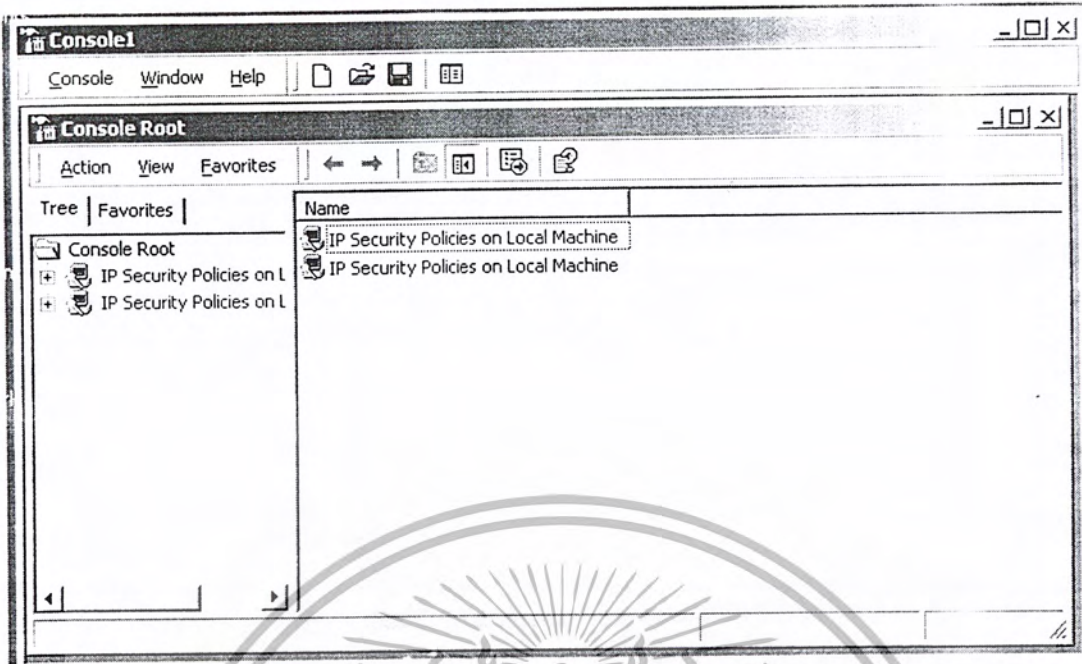 Console1
Console Window Help
Console Root
Action View Favorites
Tree Favorites
Name
Console Root
IP Security Policies on L
IP Security Policies on L
IP Security Policies on Local Machine
IP Security Policies on Local Machine